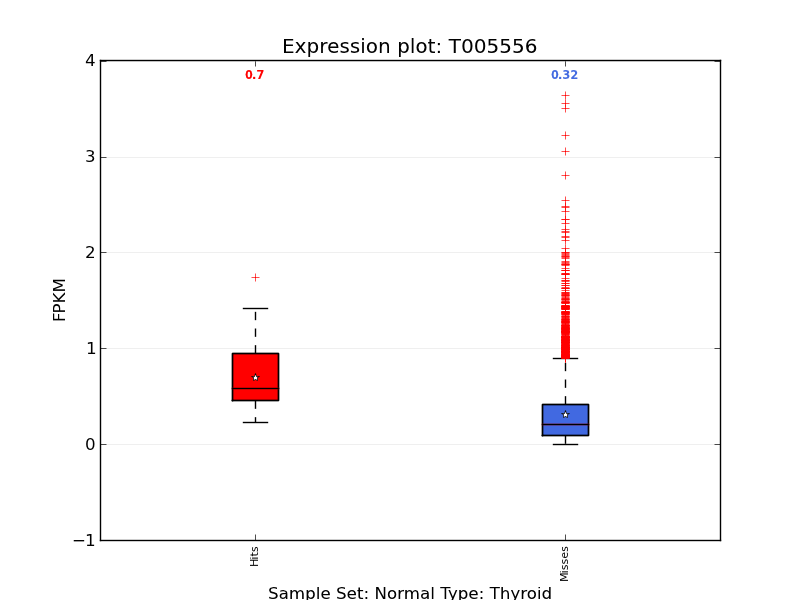 Expression plot: T005556
4
0.7
0.32
3
2
FPKM
1
0
−1
Hits
Misses
Sample Set: Normal Type: Thyroid